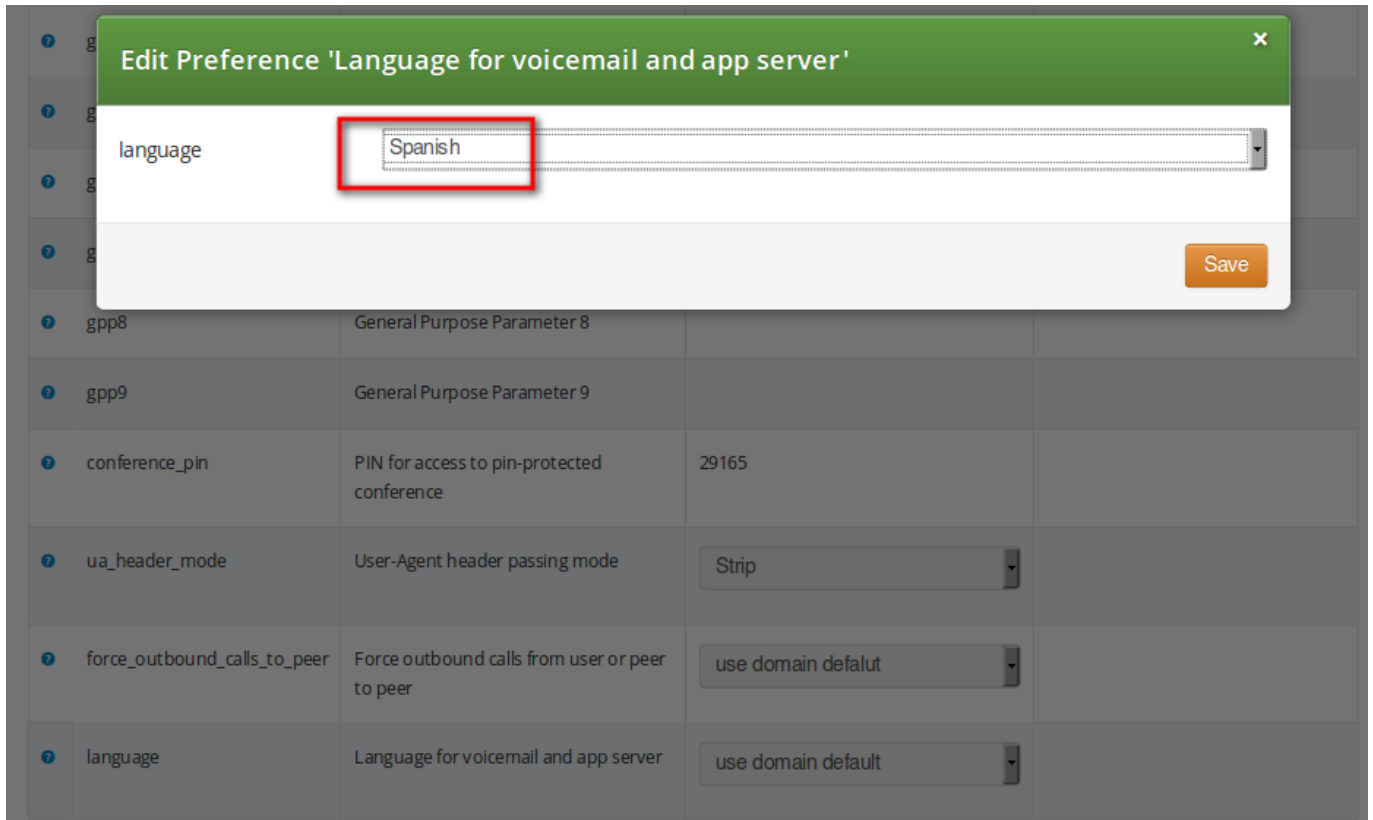 Edit Preference 'Language for voicemail and app server'
×
language
Spanish
Save
g
g
g
g
gpp8 General Purpose Parameter 8
gpp9 General Purpose Parameter 9
conference_pin PIN for access to pin-protected 29165
conference
ua_header_mode User-Agent header passing mode Strip
force_outbound_calls_to_peer Force outbound calls from user or peer use domain defalut
to peer
language Language for voicemail and app server use domain default